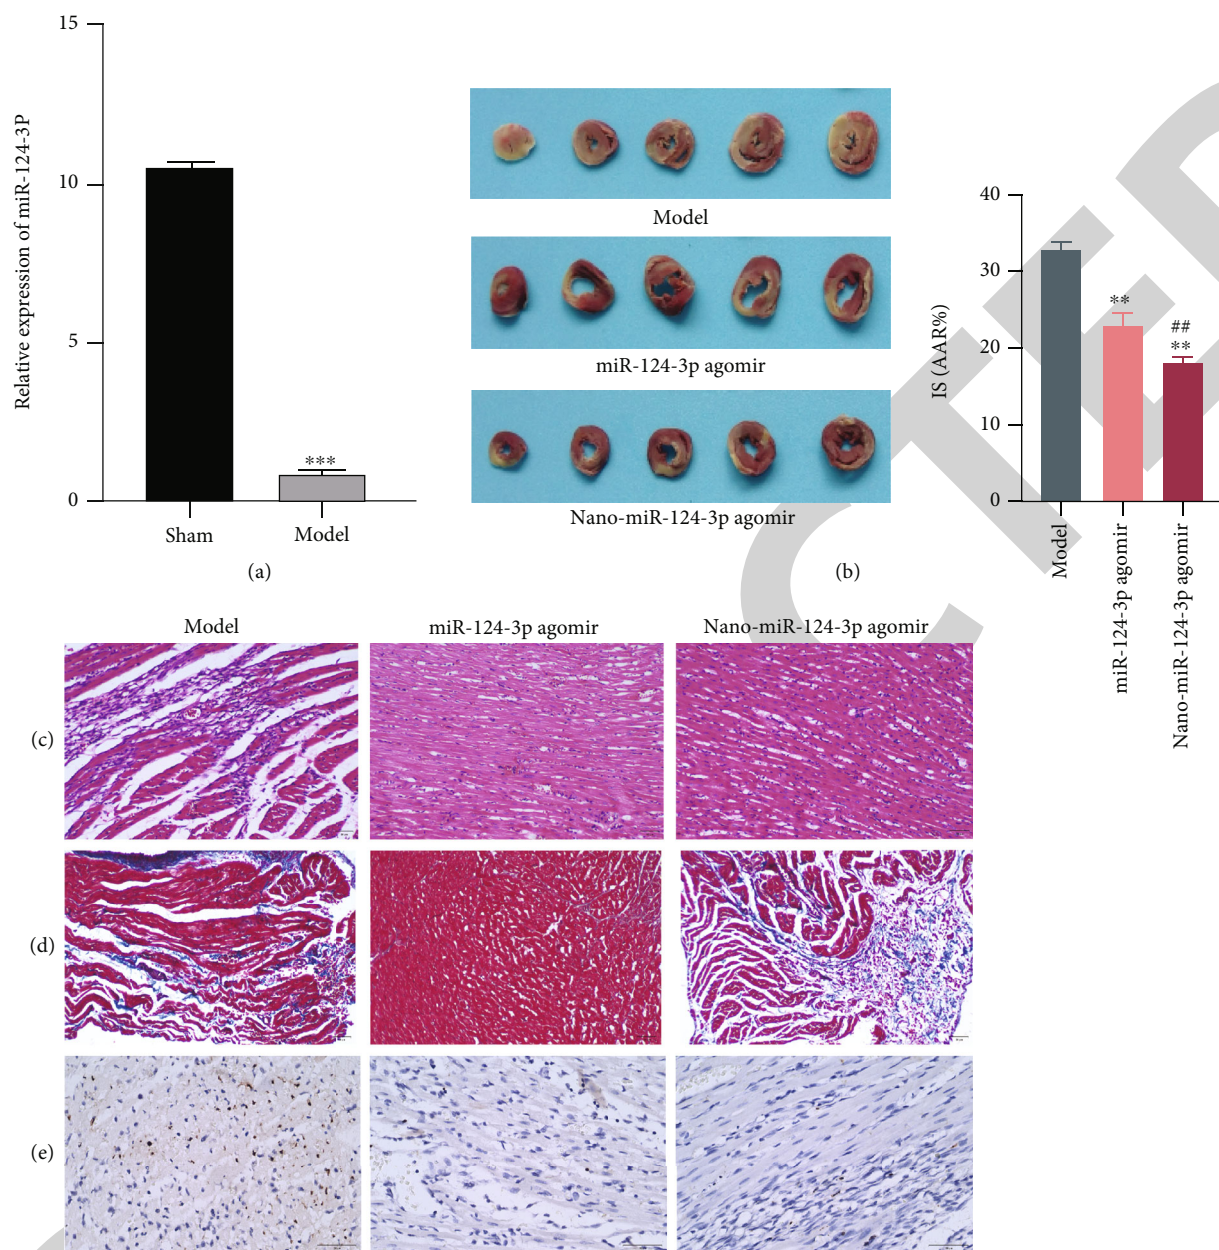 Relative expression of miR-124-3P
15
10
5
0
***
Sham
Model
(a)
Model
miR-124-3p agomir
Nano-miR-124-3p agomir
(b)
IS (AAR%)
40
30
20
10
0
**
##
**
Model
miR-124-3p agomir
Nano-miR-124-3p agomir
Model
miR-124-3p agomir
Nano-miR-124-3p agomir
(c)
(d)
(e)
CTED